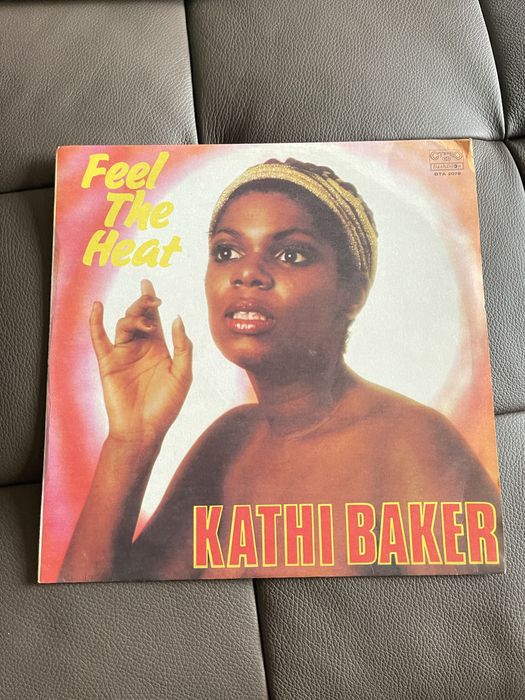 Feel
The
Heat
BTA 2079
KATHI BAKER